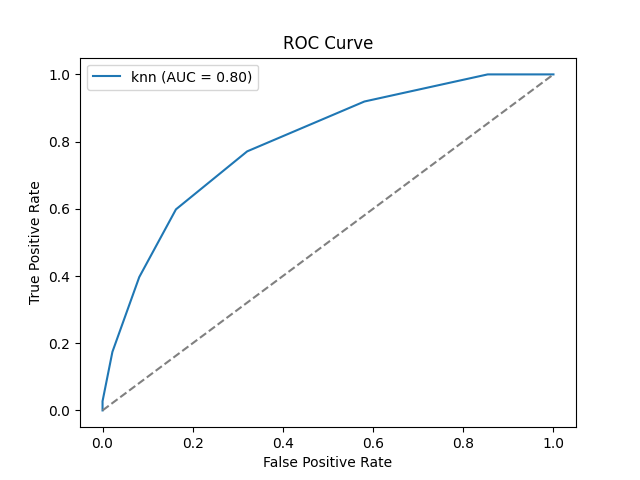 ROC Curve
knn (AUC = 0.80)
1.0
0.8
0.6
0.4
0.2
0.0
True Positive Rate
0.0 0.2 0.4 0.6 0.8 1.0
False Positive Rate